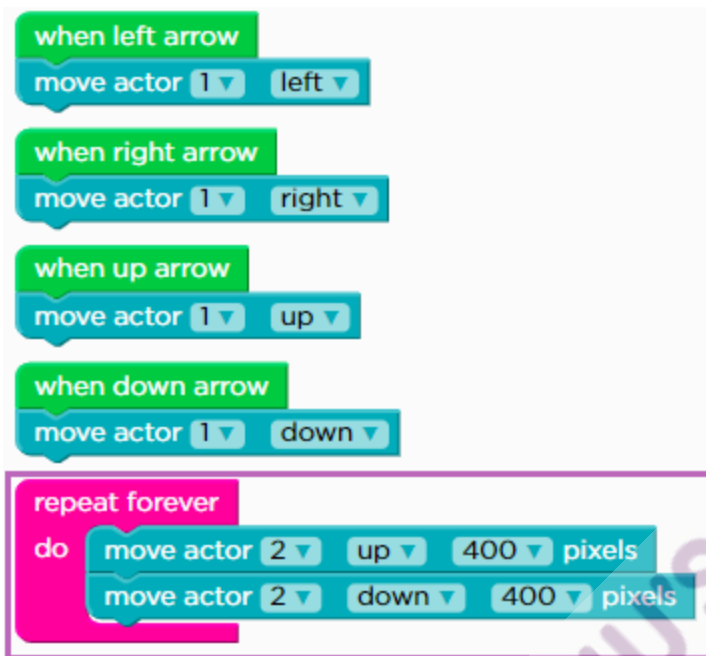 when left arrow
move actor 1 left
when right arrow
move actor 1 right
when up arrow
move actor 1 up
when down arrow
move actor 1 down
repeat forever
do move actor 2 up 400 pixels
move actor 2 down 400 pixels